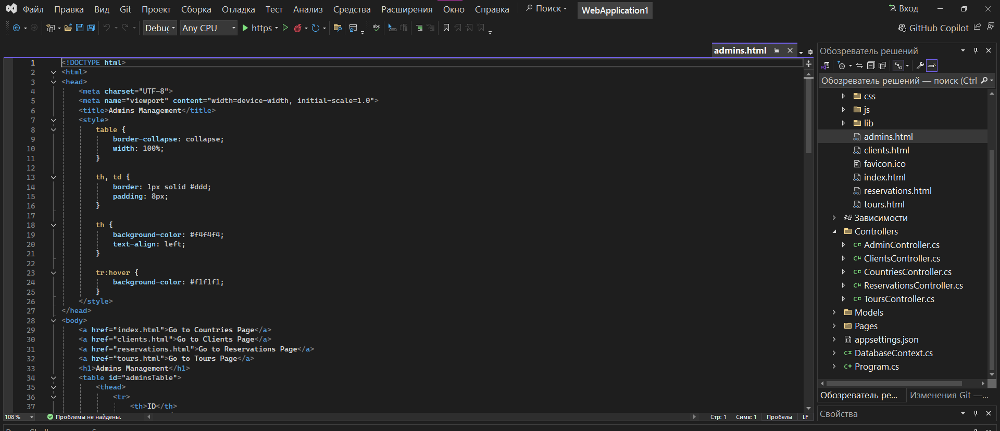 Файл Правка Вид Git Проект Сборка Отладка Тест Анализ Средства Расширения Окно Справка Поиск WebApplication1 Вход
Debug Any CPU https GitHub Copilot
admins.html
1 <!DOCTYPE html>
2 <html>
3 <head>
4 <meta charset="UTF-8">
5 <meta name="viewport" content="width=device-width, initial-scale=1.0">
6 <title>Admins Management</title>
7 <style>
8 table {
9 border-collapse: collapse;
10 width: 100%;
11 }
12
13 th, td {
14 border: 1px solid #ddd;
15 padding: 8px;
16 }
17
18 th {
19 background-color: #f4f4f4;
20 text-align: left;
21 }
22
23 tr:hover {
24 background-color: #f1f1f1;
25 }
26 </style>
27 </head>
28 <body>
29 <a href="index.html">Go to Countries Page</a>
30 <a href="clients.html">Go to Clients Page</a>
31 <a href="reservations.html">Go to Reservations Page</a>
32 <a href="tours.html">Go to Tours Page</a>
33 <h1>Admins Management</h1>
34 <table id="adminsTable">
35 <thead>
36 <tr>
37 <th>ID</th>
108 % Проблемы не найдены. Стр: 1 Симв: 1 Пробелы LF
Обозреватель решений
Обозреватель решений — поиск (Ctrl
css
js
lib
admins.html
clients.html
favicon.ico
index.html
reservations.html
tours.html
Зависимости
Controllers
C# AdminController.cs
C# ClientsController.cs
C# CountriesController.cs
C# ReservationsController.cs
C# ToursController.cs
Models
Pages
appsettings.json
C# DatabaseContext.cs
C# Program.cs
Обозреватель ре... Изменения Git —...
Свойства